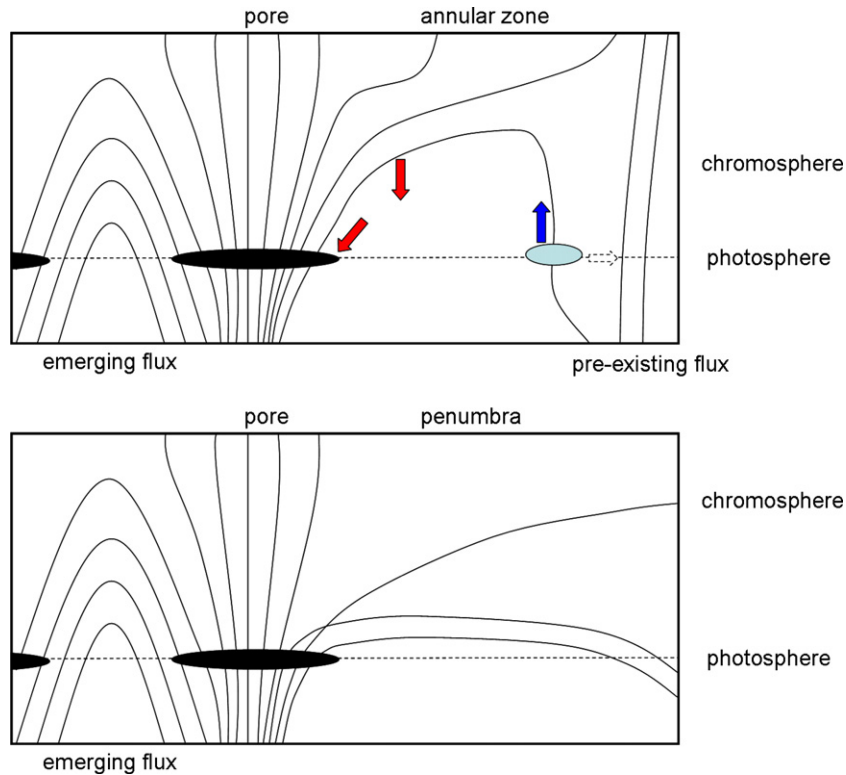 pore
annular zone
chromosphere
photosphere
emerging flux
pre-existing flux
pore
penumbra
chromosphere
photosphere
emerging flux